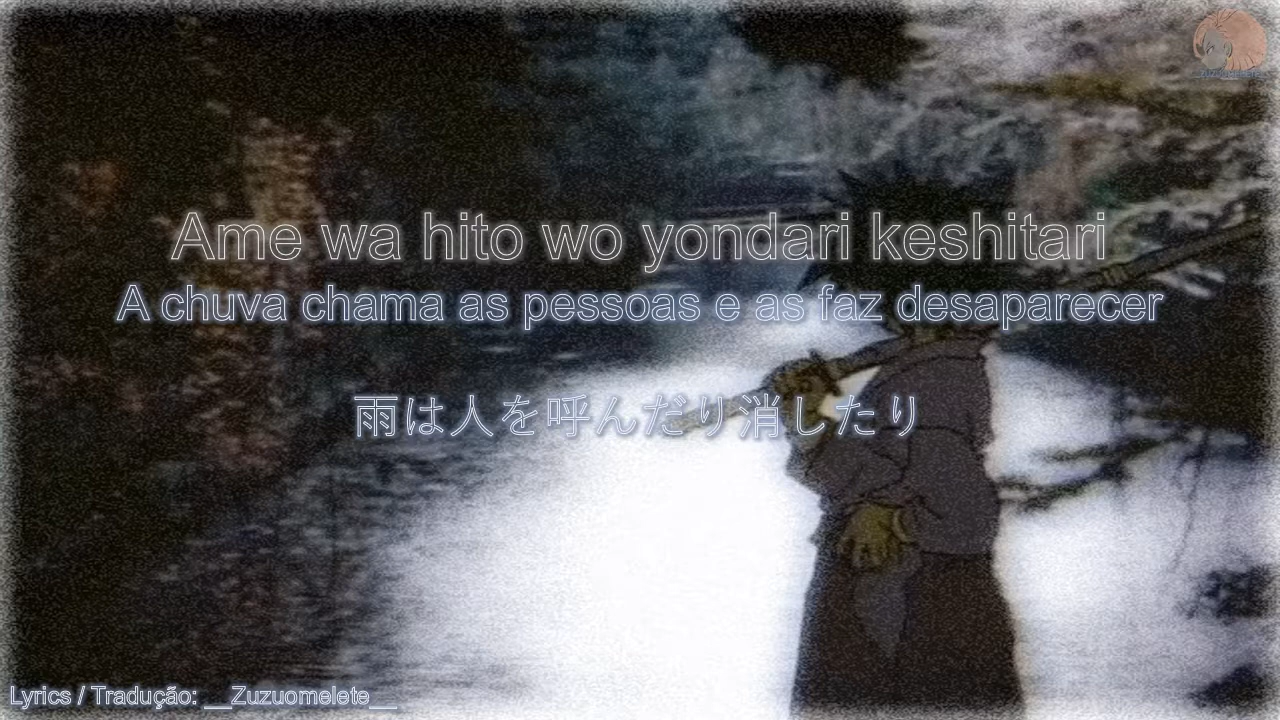 __Zuzuomelete__
Ame wa hito wo yondari keshitari
A chuva chama as pessoas e as faz desaparecer
雨は人を呼んだり消したり
Lyrics / Tradução: __Zuzuomelete__